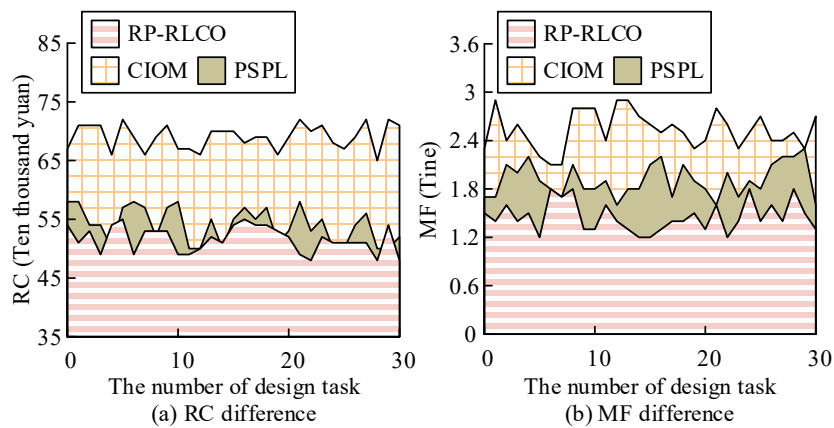 RP-RLCO
CIOM PSPL
RC (Ten thousand yuan)
85
75
65
55
45
35
0 10 20 30
The number of design task
(a) RC difference
RP-RLCO
CIOM PSPL
MF (Tine)
3.6
3
2.4
1.8
1.2
0.6
0
0 10 20 30
The number of design task
(b) MF difference